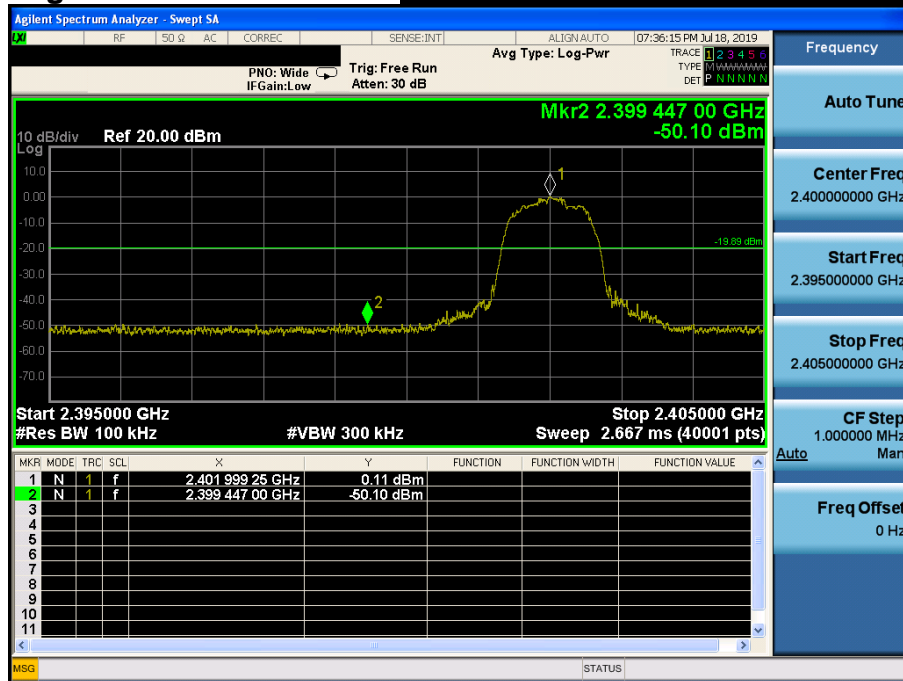 Agilent Spectrum Analyzer - Swept SA
LXI RF 50 Ω AC CORREC SENSE:INT ALIGN AUTO 07:36:15 PM Jul 18, 2019
PNO: Wide
IFGain:Low
Trig: Free Run
Atten: 30 dB
Avg Type: Log-Pwr
TRACE 1 2 3 4 5 6
TYPE MWWWWW
DET P N N N N N
Mkr2 2.399 447 00 GHz
-50.10 dBm
10 dB/div Ref 20.00 dBm
Log
10.0
0.00
-10.0
-20.0
-30.0
-40.0
-50.0
-60.0
-70.0
1
2
-19.89 dBm
Start 2.395000 GHz Stop 2.405000 GHz
#Res BW 100 kHz #VBW 300 kHz Sweep 2.667 ms (40001 pts)
MKR MODE TRC SCL X Y FUNCTION FUNCTION WIDTH FUNCTION VALUE
1 N 1 f 2.401 999 25 GHz 0.11 dBm
2 N 1 f 2.399 447 00 GHz -50.10 dBm
3
4
5
6
7
8
9
10
11
MSG STATUS
Frequency
Auto Tune
Center Freq
2.400000000 GHz
Start Freq
2.395000000 GHz
Stop Freq
2.405000000 GHz
CF Step
1.000000 MHz
Auto Man
Freq Offset
0 Hz